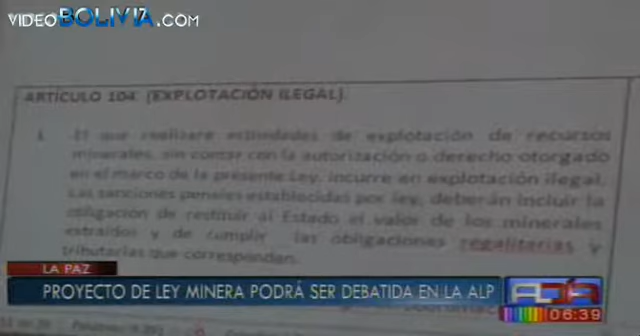 VIDEOBOLIVIA.COM
ARTÍCULO 104. (EXPLOTACIÓN ILEGAL).
I. El que realizare actividades de explotación de recursos
minerales, sin contar con la autorización o derecho otorgado
en el marco de la presente Ley, incurre en explotación ilegal.
Las sanciones penales establecidas por ley, deberán incluir la
obligación de restituir al Estado el valor de los minerales
extraídos y de cumplir las obligaciones regalitarias y
tributarias que correspondan.
LA PAZ
PROYECTO DE LEY MINERA PODRÁ SER DEBATIDA EN LA ALP
AL DÍA
06:39